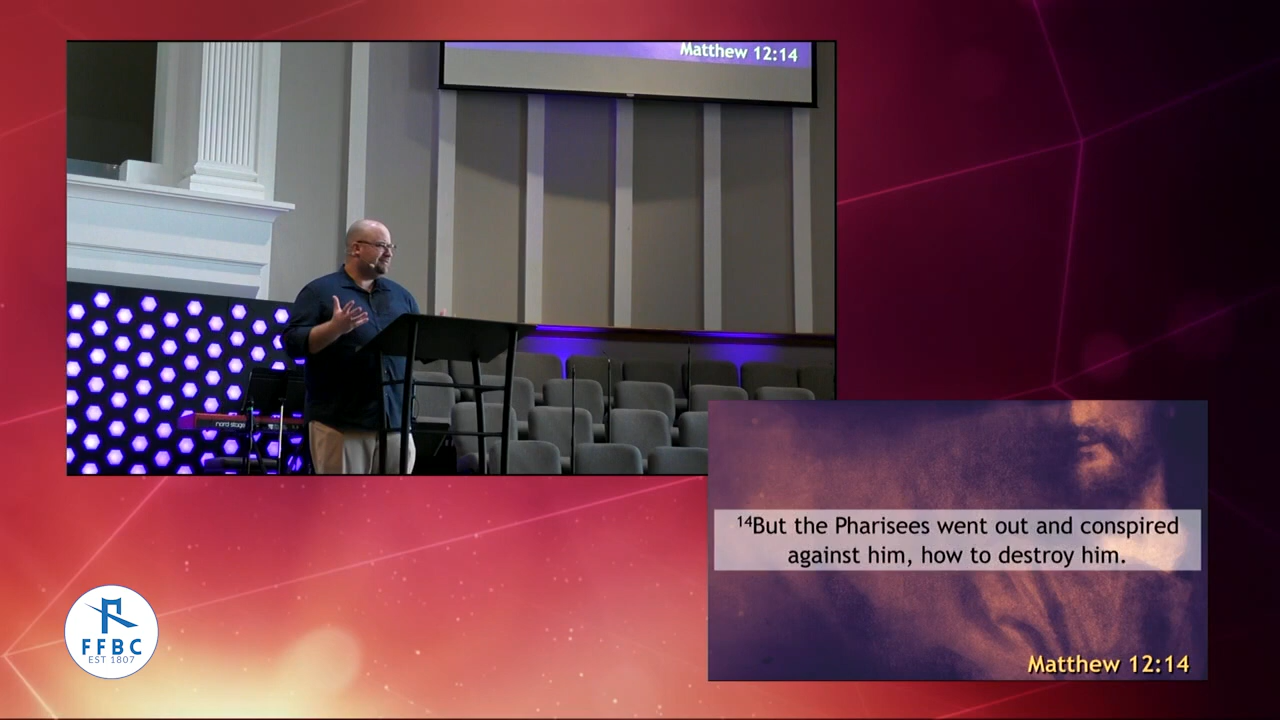 Matthew 12:14
nord stage
14But the Pharisees went out and conspired
against him, how to destroy him.
Matthew 12:14
FFBC
EST 1807